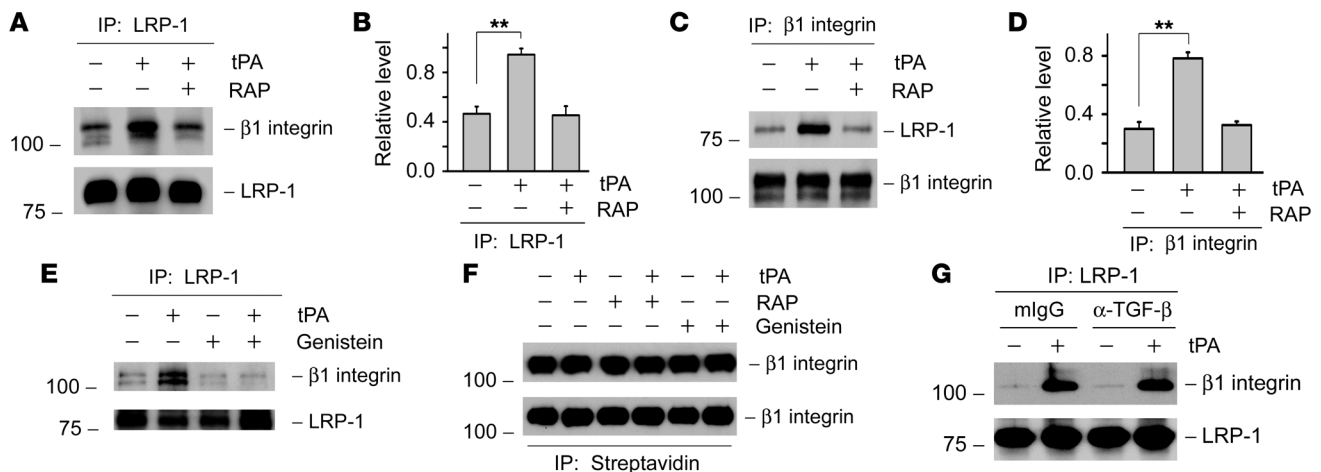 A
IP: LRP-1
– + + tPA
– – + RAP
– β1 integrin
100 –
– LRP-1
75 –
B
**
Relative level
0.8
0.4
0.0
– + + tPA
– – + RAP
IP: LRP-1
C
IP: β1 integrin
– + + tPA
– – + RAP
– LRP-1
75 –
– β1 integrin
100 –
D
**
Relative level
0.8
0.4
0.0
– + + tPA
– – + RAP
IP: β1 integrin
E
IP: LRP-1
– + – + tPA
– – + + Genistein
– β1 integrin
100 –
– LRP-1
75 –
F
– + – + – + tPA
– – + + – – RAP
– – – – + + Genistein
– β1 integrin
100 –
– β1 integrin
100 –
IP: Streptavidin
G
IP: LRP-1
mIgG α-TGF-β
– + – + tPA
– β1 integrin
100 –
– LRP-1
75 –